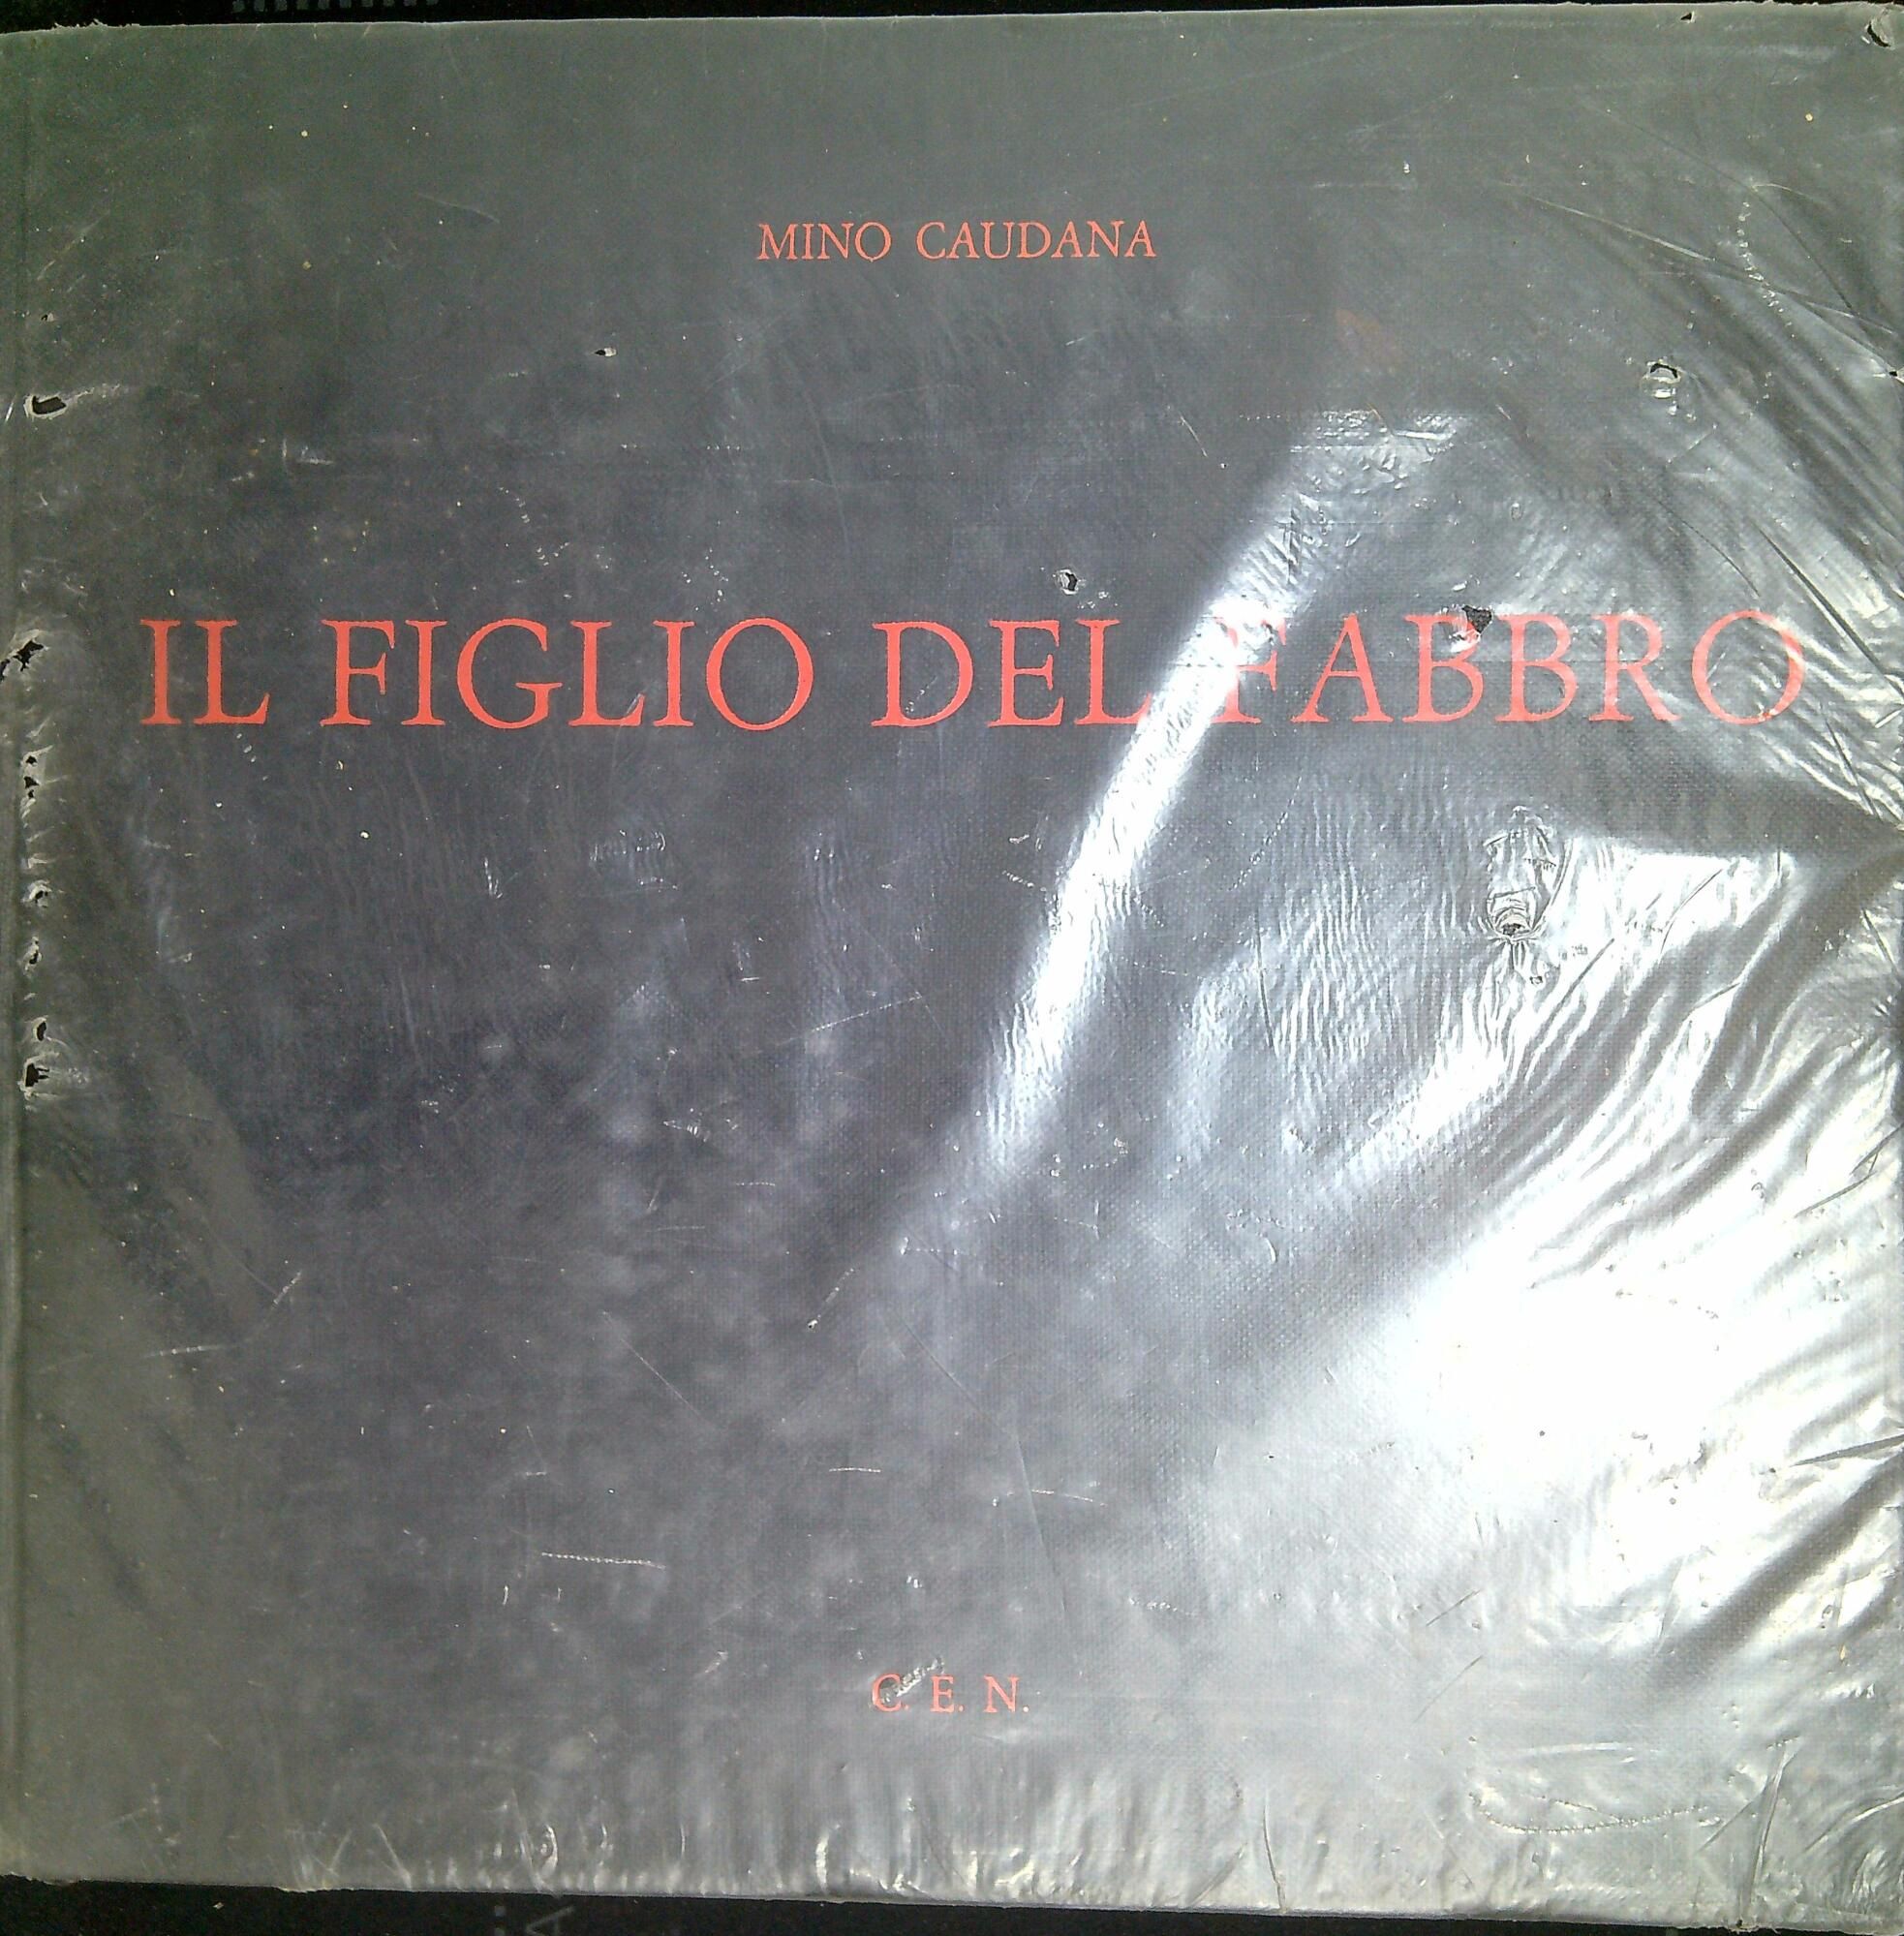 MINO CAUDANA
IL FIGLIO DEL FABBRO
C. E. N.